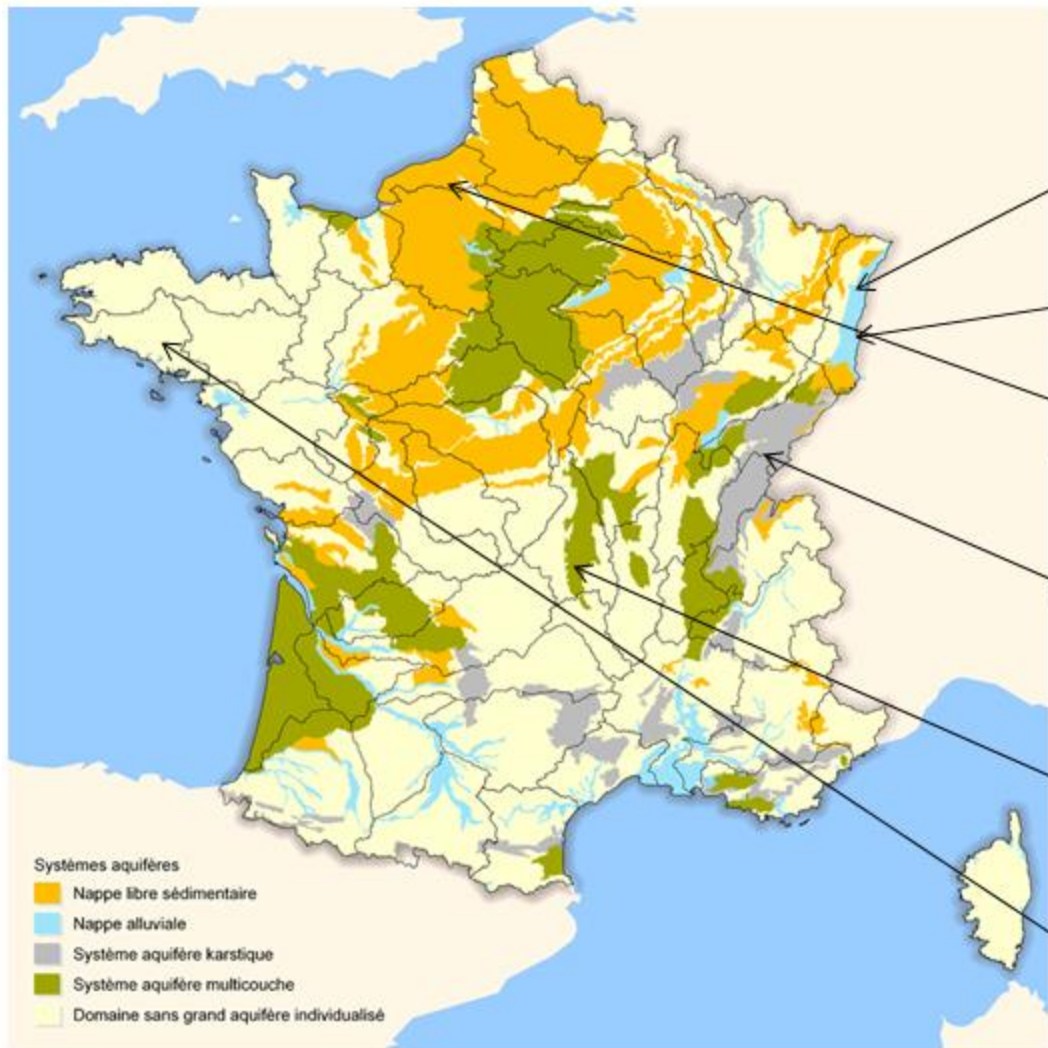 Systèmes aquifères
Nappe libre sédimentaire
Nappe alluviale
Système aquifère karstique
Système aquifère multicouche
Domaine sans grand aquifère individualisé